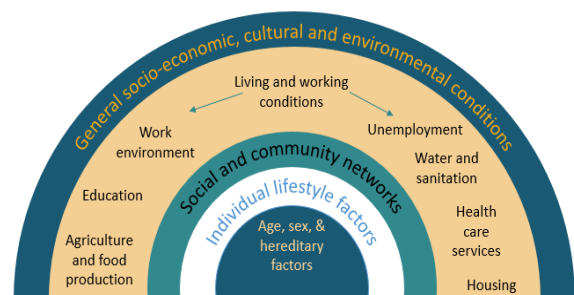 General socio-economic, cultural and environmental conditions
Living and working
conditions
Work
environment
Unemployment
Water and
sanitation
Education
Health
care
services
Agriculture
and food
production
Housing
Social and community networks
Individual lifestyle factors
Age, sex, &
hereditary
factors